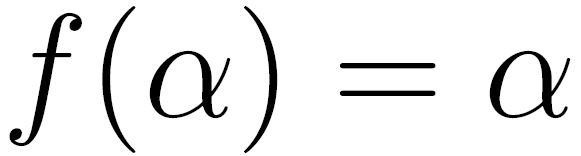 f(α) = α